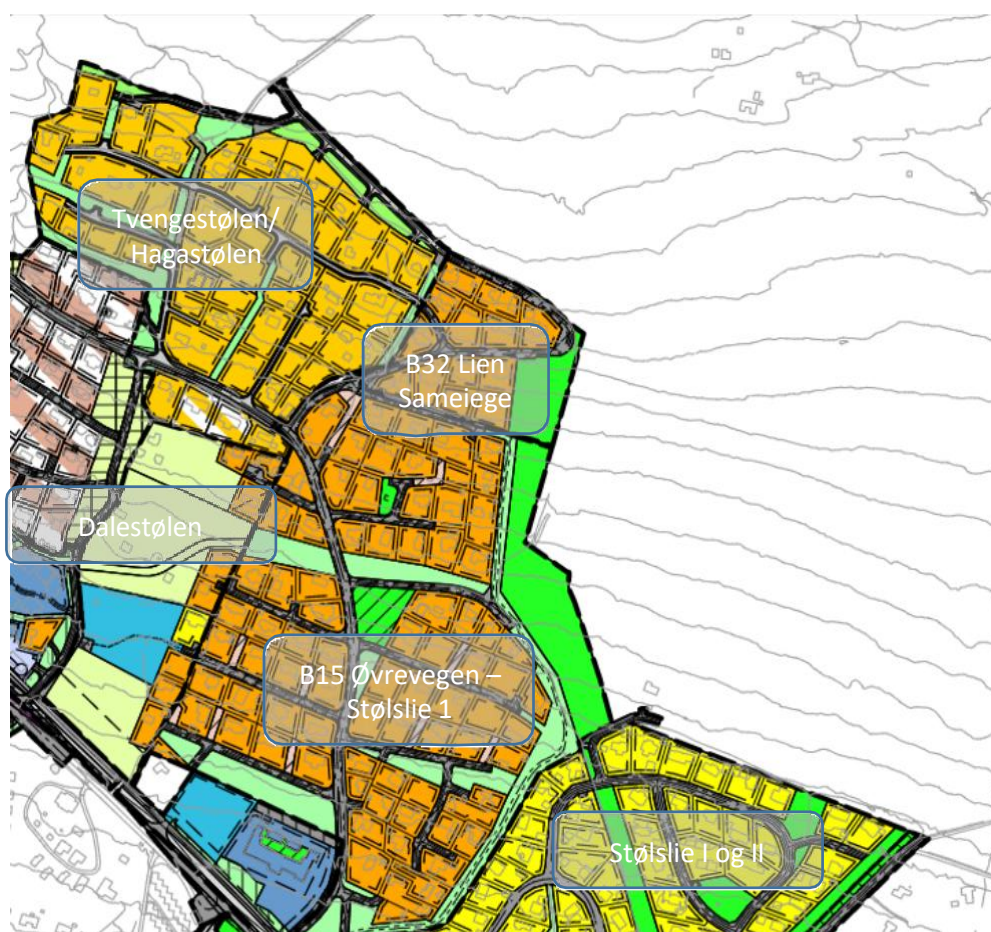 Tvengestølen/
Hagastølen
B32 Lien
Sameiege
Dalestølen
B15 Øvrevegen –
Stølslie 1
Stølslie I og II